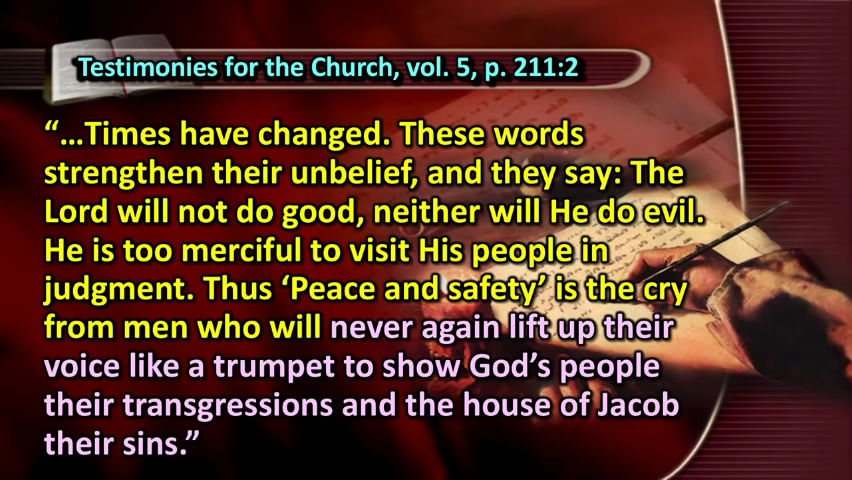 Testimonies for the Church, vol. 5, p. 211:2
“…Times have changed. These words
strengthen their unbelief, and they say: The
Lord will not do good, neither will He do evil.
He is too merciful to visit His people in
judgment. Thus ‘Peace and safety’ is the cry
from men who will never again lift up their
voice like a trumpet to show God’s people
their transgressions and the house of Jacob
their sins.”